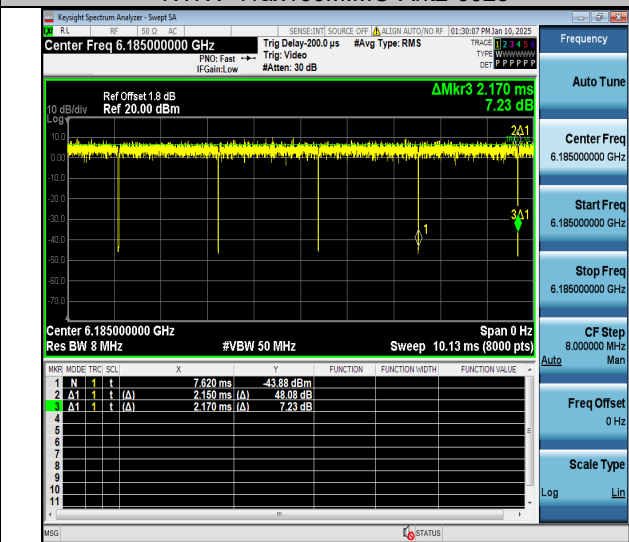 Keysight Spectrum Analyzer - Swept SA
RL RF 50 Ω AC SENSE:INT SOURCE OFF ALIGN AUTO/NO RF 01:30:07 PM Jan 10, 2025
Center Freq 6.185000000 GHz
PNO: Fast
IFGain:Low
Trig Delay-200.0 µs
Trig: Video
#Atten: 30 dB
#Avg Type: RMS
TRACE 1 2 3 4 5 6
TYPE WWWWWW
DET P P P P P P
Frequency
Auto Tune
Center Freq
6.185000000 GHz
Start Freq
6.185000000 GHz
Stop Freq
6.185000000 GHz
CF Step
8.000000 MHz
Auto Man
Freq Offset
0 Hz
Scale Type
Log Lin
ΔMkr3 2.170 ms
7.23 dB
Ref Offset 1.8 dB
10 dB/div Ref 20.00 dBm
Log
10.0
0.00
-10.0
-20.0
-30.0
-40.0
-50.0
-60.0
-70.0
2Δ1
3Δ1
1
Center 6.185000000 GHz Span 0 Hz
Res BW 8 MHz #VBW 50 MHz Sweep 10.13 ms (8000 pts)
MKR MODE TRC SCL X Y FUNCTION FUNCTION WIDTH FUNCTION VALUE
1 N 1 t 7.620 ms -43.88 dBm
2 Δ1 1 t (Δ) 2.150 ms (Δ) 48.08 dB
3 Δ1 1 t (Δ) 2.170 ms (Δ) 7.23 dB
4
5
6
7
8
9
10
11
MSG STATUS